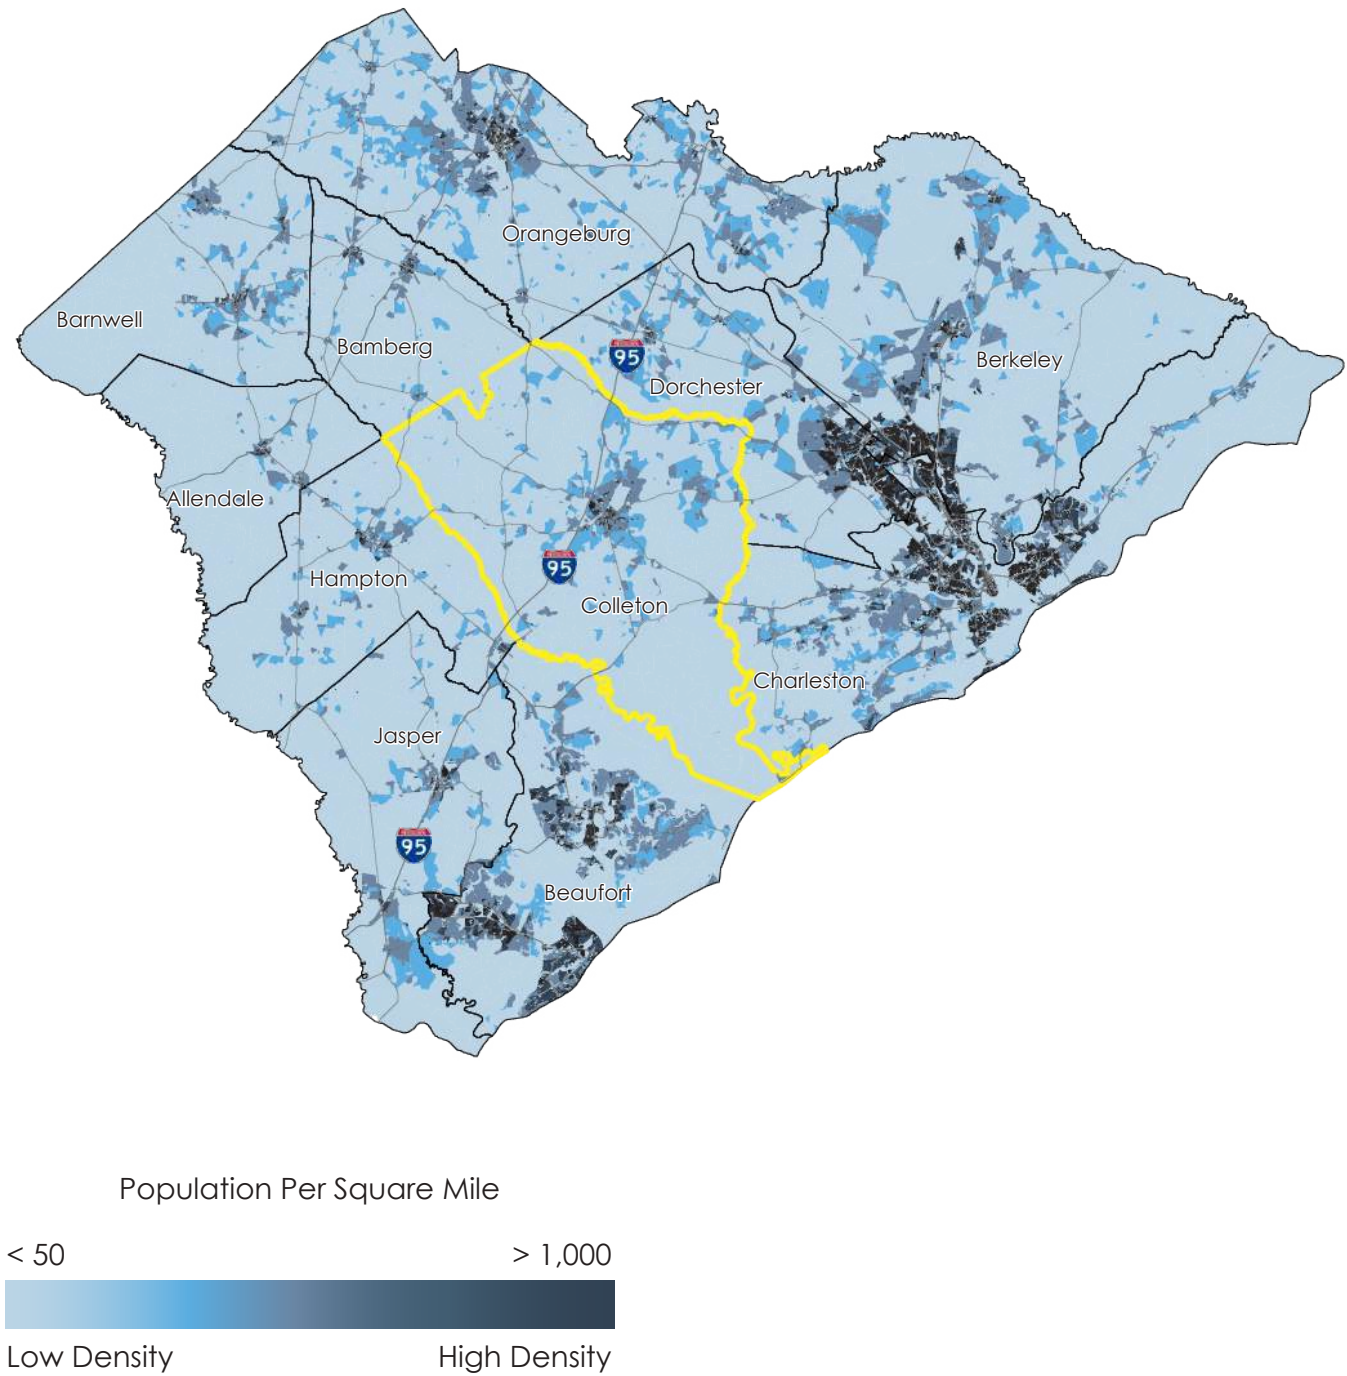 Orangeburg
Barnwell
Bamberg
95
Berkeley
Dorchester
Allendale
Hampton
95
Colleton
Charleston
Jasper
95
Beaufort
Population Per Square Mile
< 50
> 1,000
Low Density
High Density